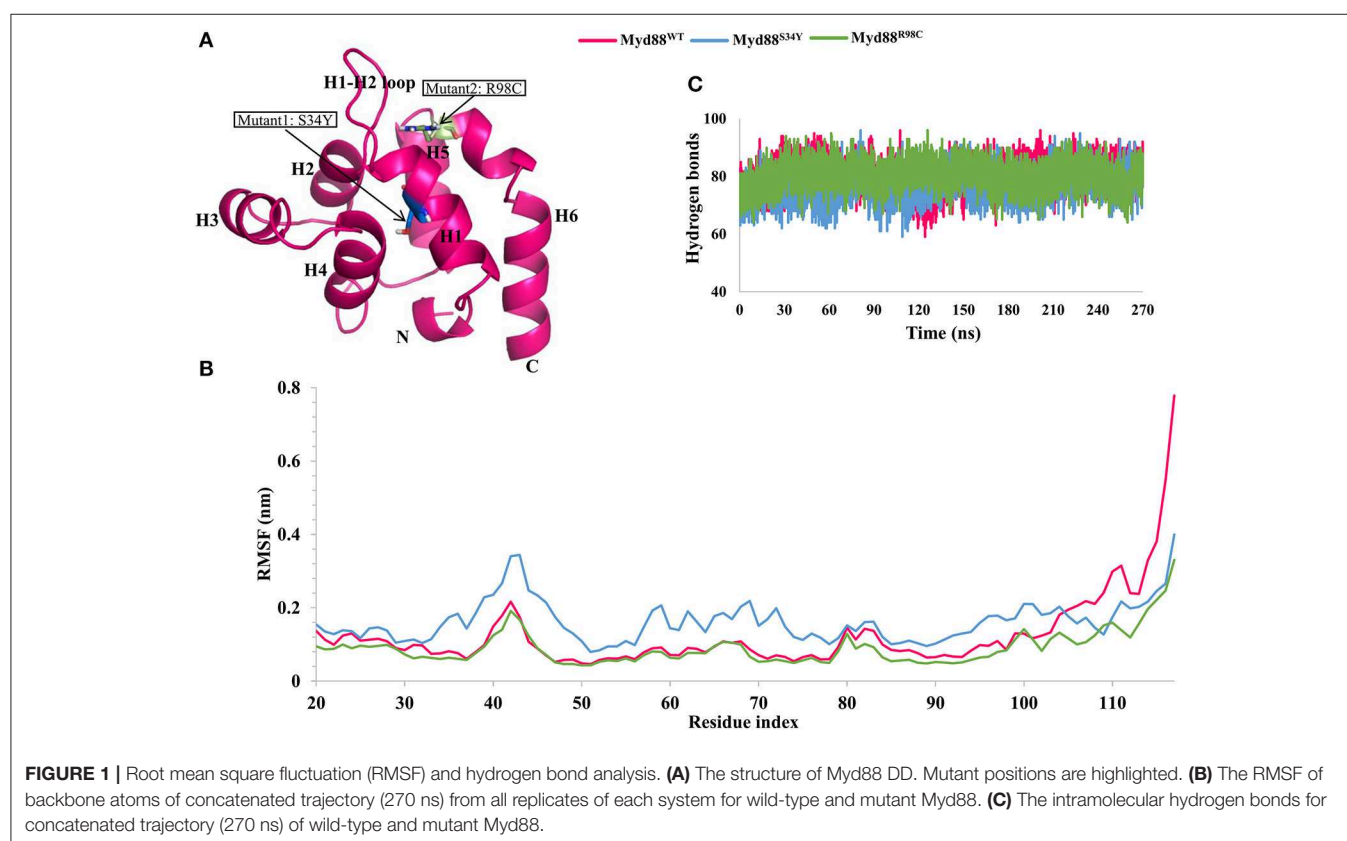 A
Myd88WT Myd88S34Y Myd88R98C
H1-H2 loop
Mutant2: R98C
Mutant1: S34Y
H5
H2
H3
H1
H6
H4
N
C
C
100
80
60
40
Hydrogen bonds
0 30 60 90 120 150 180 210 240 270
Time (ns)
B
0.8
0.6
0.4
0.2
0
RMSF (nm)
20 30 40 50 60 70 80 90 100 110
Residue index
FIGURE 1 | Root mean square fluctuation (RMSF) and hydrogen bond analysis. (A) The structure of Myd88 DD. Mutant positions are highlighted. (B) The RMSF of
backbone atoms of concatenated trajectory (270 ns) from all replicates of each system for wild-type and mutant Myd88. (C) The intramolecular hydrogen bonds for
concatenated trajectory (270 ns) of wild-type and mutant Myd88.